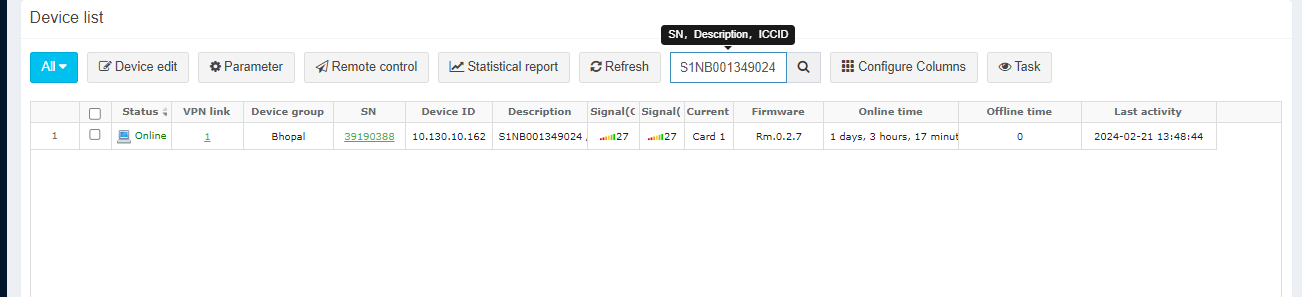 Device list
SN, Description, ICCID
All Device edit Parameter Remote control Statistical report Refresh S1NB001349024 Configure Columns Task
Status VPN link Device group SN Device ID Description Signal(C Signal( Current Firmware Online time Offline time Last activity
1 Online 1 Bhopal 39190388 10.130.10.162 S1NB001349024 27 27 Card 1 Rm.0.2.7 1 days, 3 hours, 17 minut 0 2024-02-21 13:48:44